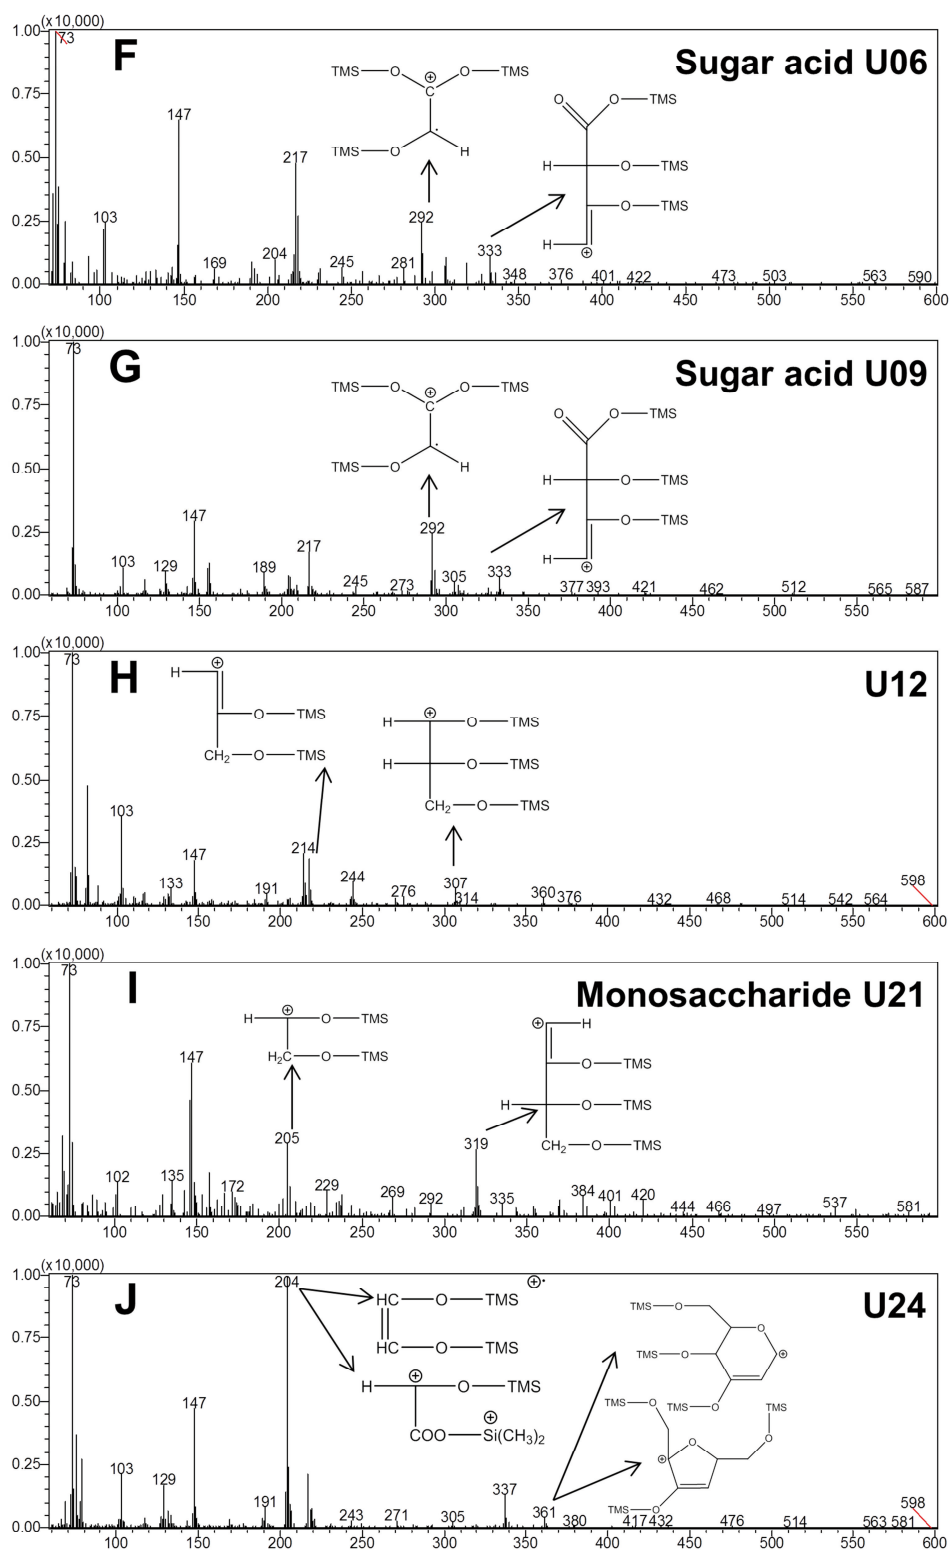 (x10,000)
1.00
73
F
Sugar acid U06
TMS O O TMS
⊕
C
O
O TMS
0.75
147
TMS O H
H O TMS
0.50
217
O TMS
0.25
103
292
H
⊕
333
169
204
245
281
348
376
401
422
473
503
563
590
0.00
100 150 200 250 300 350 400 450 500 550 600
(x10,000)
1.00
73
G
Sugar acid U09
TMS O O TMS
⊕
C
O
O TMS
0.75
TMS O H
H O TMS
0.50
O TMS
147
292
0.25
217
H
⊕
103
129
189
245
273
305
333
377
393
421
462
512
565
587
0.00
100 150 200 250 300 350 400 450 500 550
(x10,000)
1.00
73
H
U12
⊕
H
O TMS
CH2 O TMS
⊕
H O TMS
H O TMS
CH2 O TMS
0.75
0.50
103
0.25
147
214
133
191
244
276
307
314
360
376
432
468
514
542
564
598
0.00
100 150 200 250 300 350 400 450 500 550 600
(x10,000)
1.00
73
I
Monosaccharide U21
⊕
H O TMS
H2C O TMS
⊕ H
O TMS
H O TMS
CH2 O TMS
0.75
147
0.50
0.25
205
319
102
135
172
229
269
292
335
384
401
420
444
466
497
537
581
0.00
100 150 200 250 300 350 400 450 500 550
(x10,000)
1.00
73
204
J
U24
⊕·
HC O TMS
HC O TMS
⊕
H O TMS
⊕
COO Si(CH3)2
TMS O
O
TMS O
⊕
TMS O
TMS O
TMS
O
O
⊕
TMS O
0.75
0.50
147
0.25
103
129
191
243
271
305
337
361
380
417
432
476
514
563
581
598
0.00
100 150 200 250 300 350 400 450 500 550 600